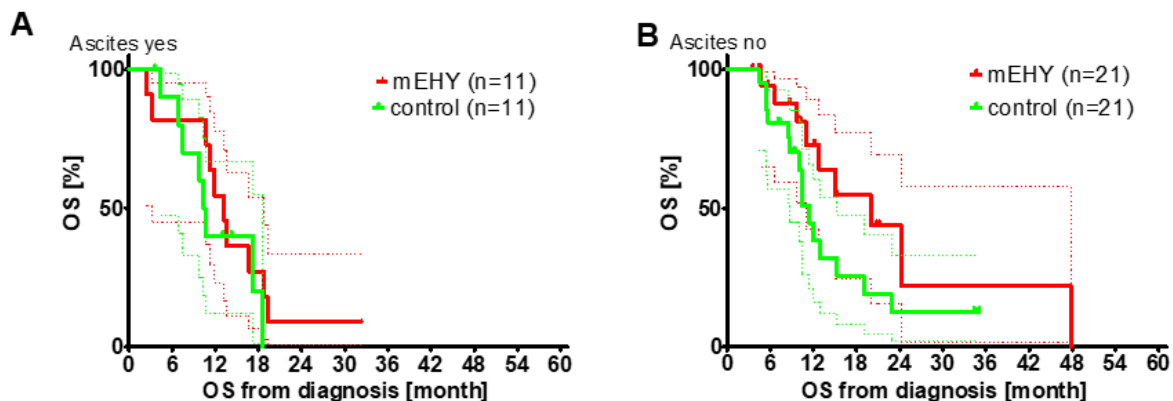 A
Ascites yes
100
50
0
OS [%]
mEHY (n=11)
control (n=11)
0 6 12 18 24 30 36 42 48 54 60
OS from diagnosis [month]
B
Ascites no
100
50
0
OS [%]
mEHY (n=21)
control (n=21)
0 6 12 18 24 30 36 42 48 54 60
OS from diagnosis [month]